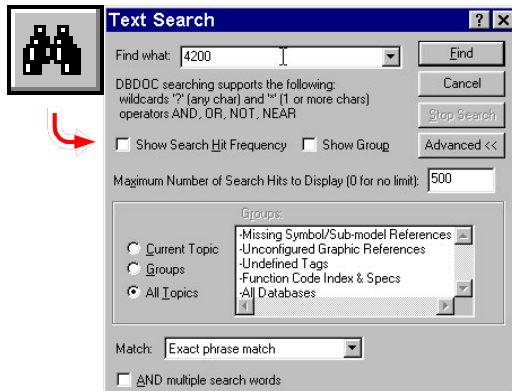 Text Search
Find what: 4200
Find
DBDOC searching supports the following:
wildcards '?' (any char) and '*' (1 or more chars)
operators AND, OR, NOT, NEAR
Cancel
Stop Search
Show Search Hit Frequency
Show Group
Advanced <<
Maximum Number of Search Hits to Display (0 for no limit): 500
Groups:
Current Topic
Groups
All Topics
-Missing Symbol/Sub-model References
-Unconfigured Graphic References
-Undefined Tags
-Function Code Index & Specs
-All Databases
Match: Exact phrase match
AND multiple search words